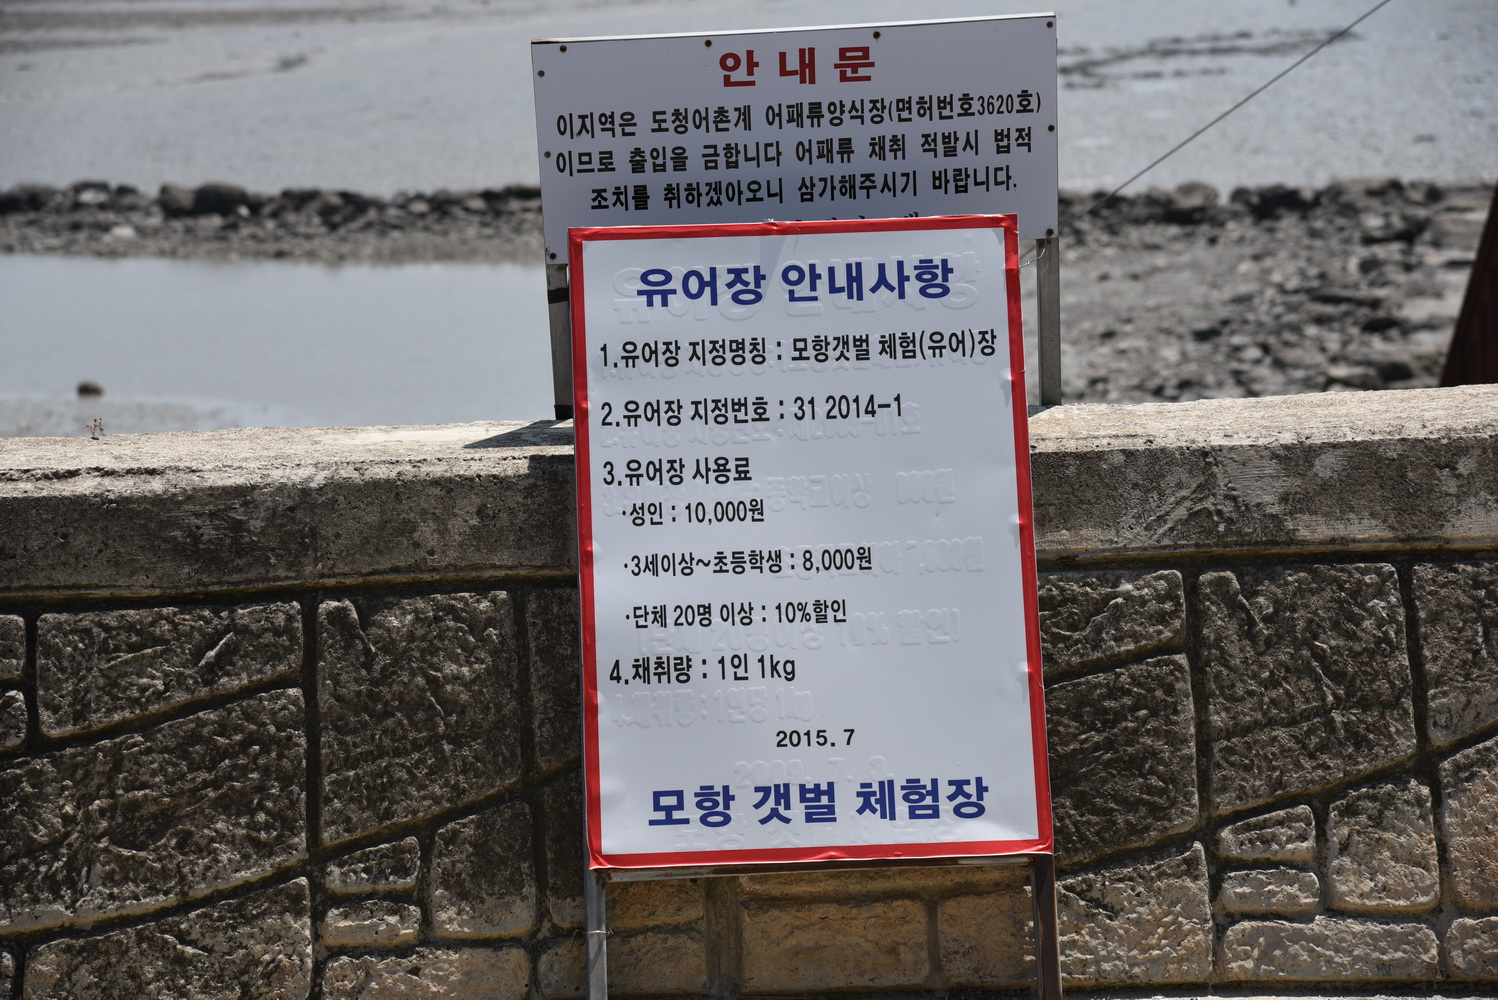 안내문
이지역은 도청어촌계 어패류양식장(면허번호3620호)
이므로 출입을 금합니다 어패류 채취 적발시 법적
조치를 취하겠아오니 삼가해주시기 바랍니다.
유어장 안내사항
1.유어장 지정명칭 : 모항갯벌 체험(유어)장
2.유어장 지정번호 : 31 2014-1
3.유어장 사용료
·성인 : 10,000원
·3세이상~초등학생 : 8,000원
·단체 20명 이상 : 10%할인
4.채취량 : 1인 1kg
2015. 7
모항 갯벌 체험장